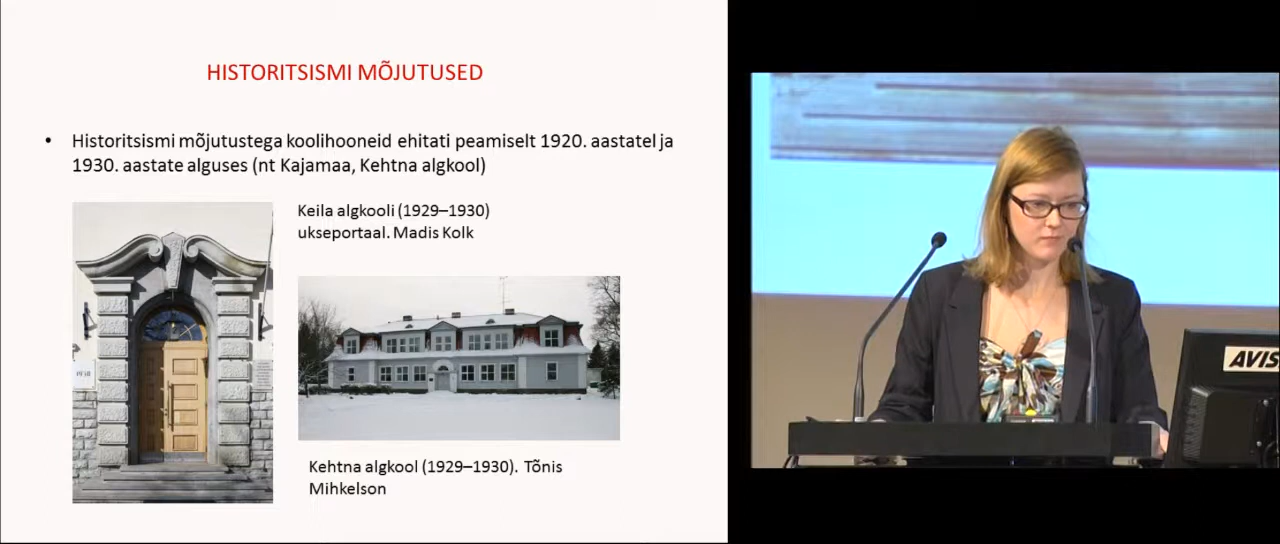 HISTORITSISMI MÕJUTUSED
• Historitsismi mõjutustega koolihooneid ehitati peamiselt 1920. aastatel ja
1930. aastate alguses (nt Kajamaa, Kehtna algkool)
Keila algkooli (1929–1930)
ukseportaal. Madis Kolk
Kehtna algkool (1929–1930). Tõnis
Mihkelson
AVIS